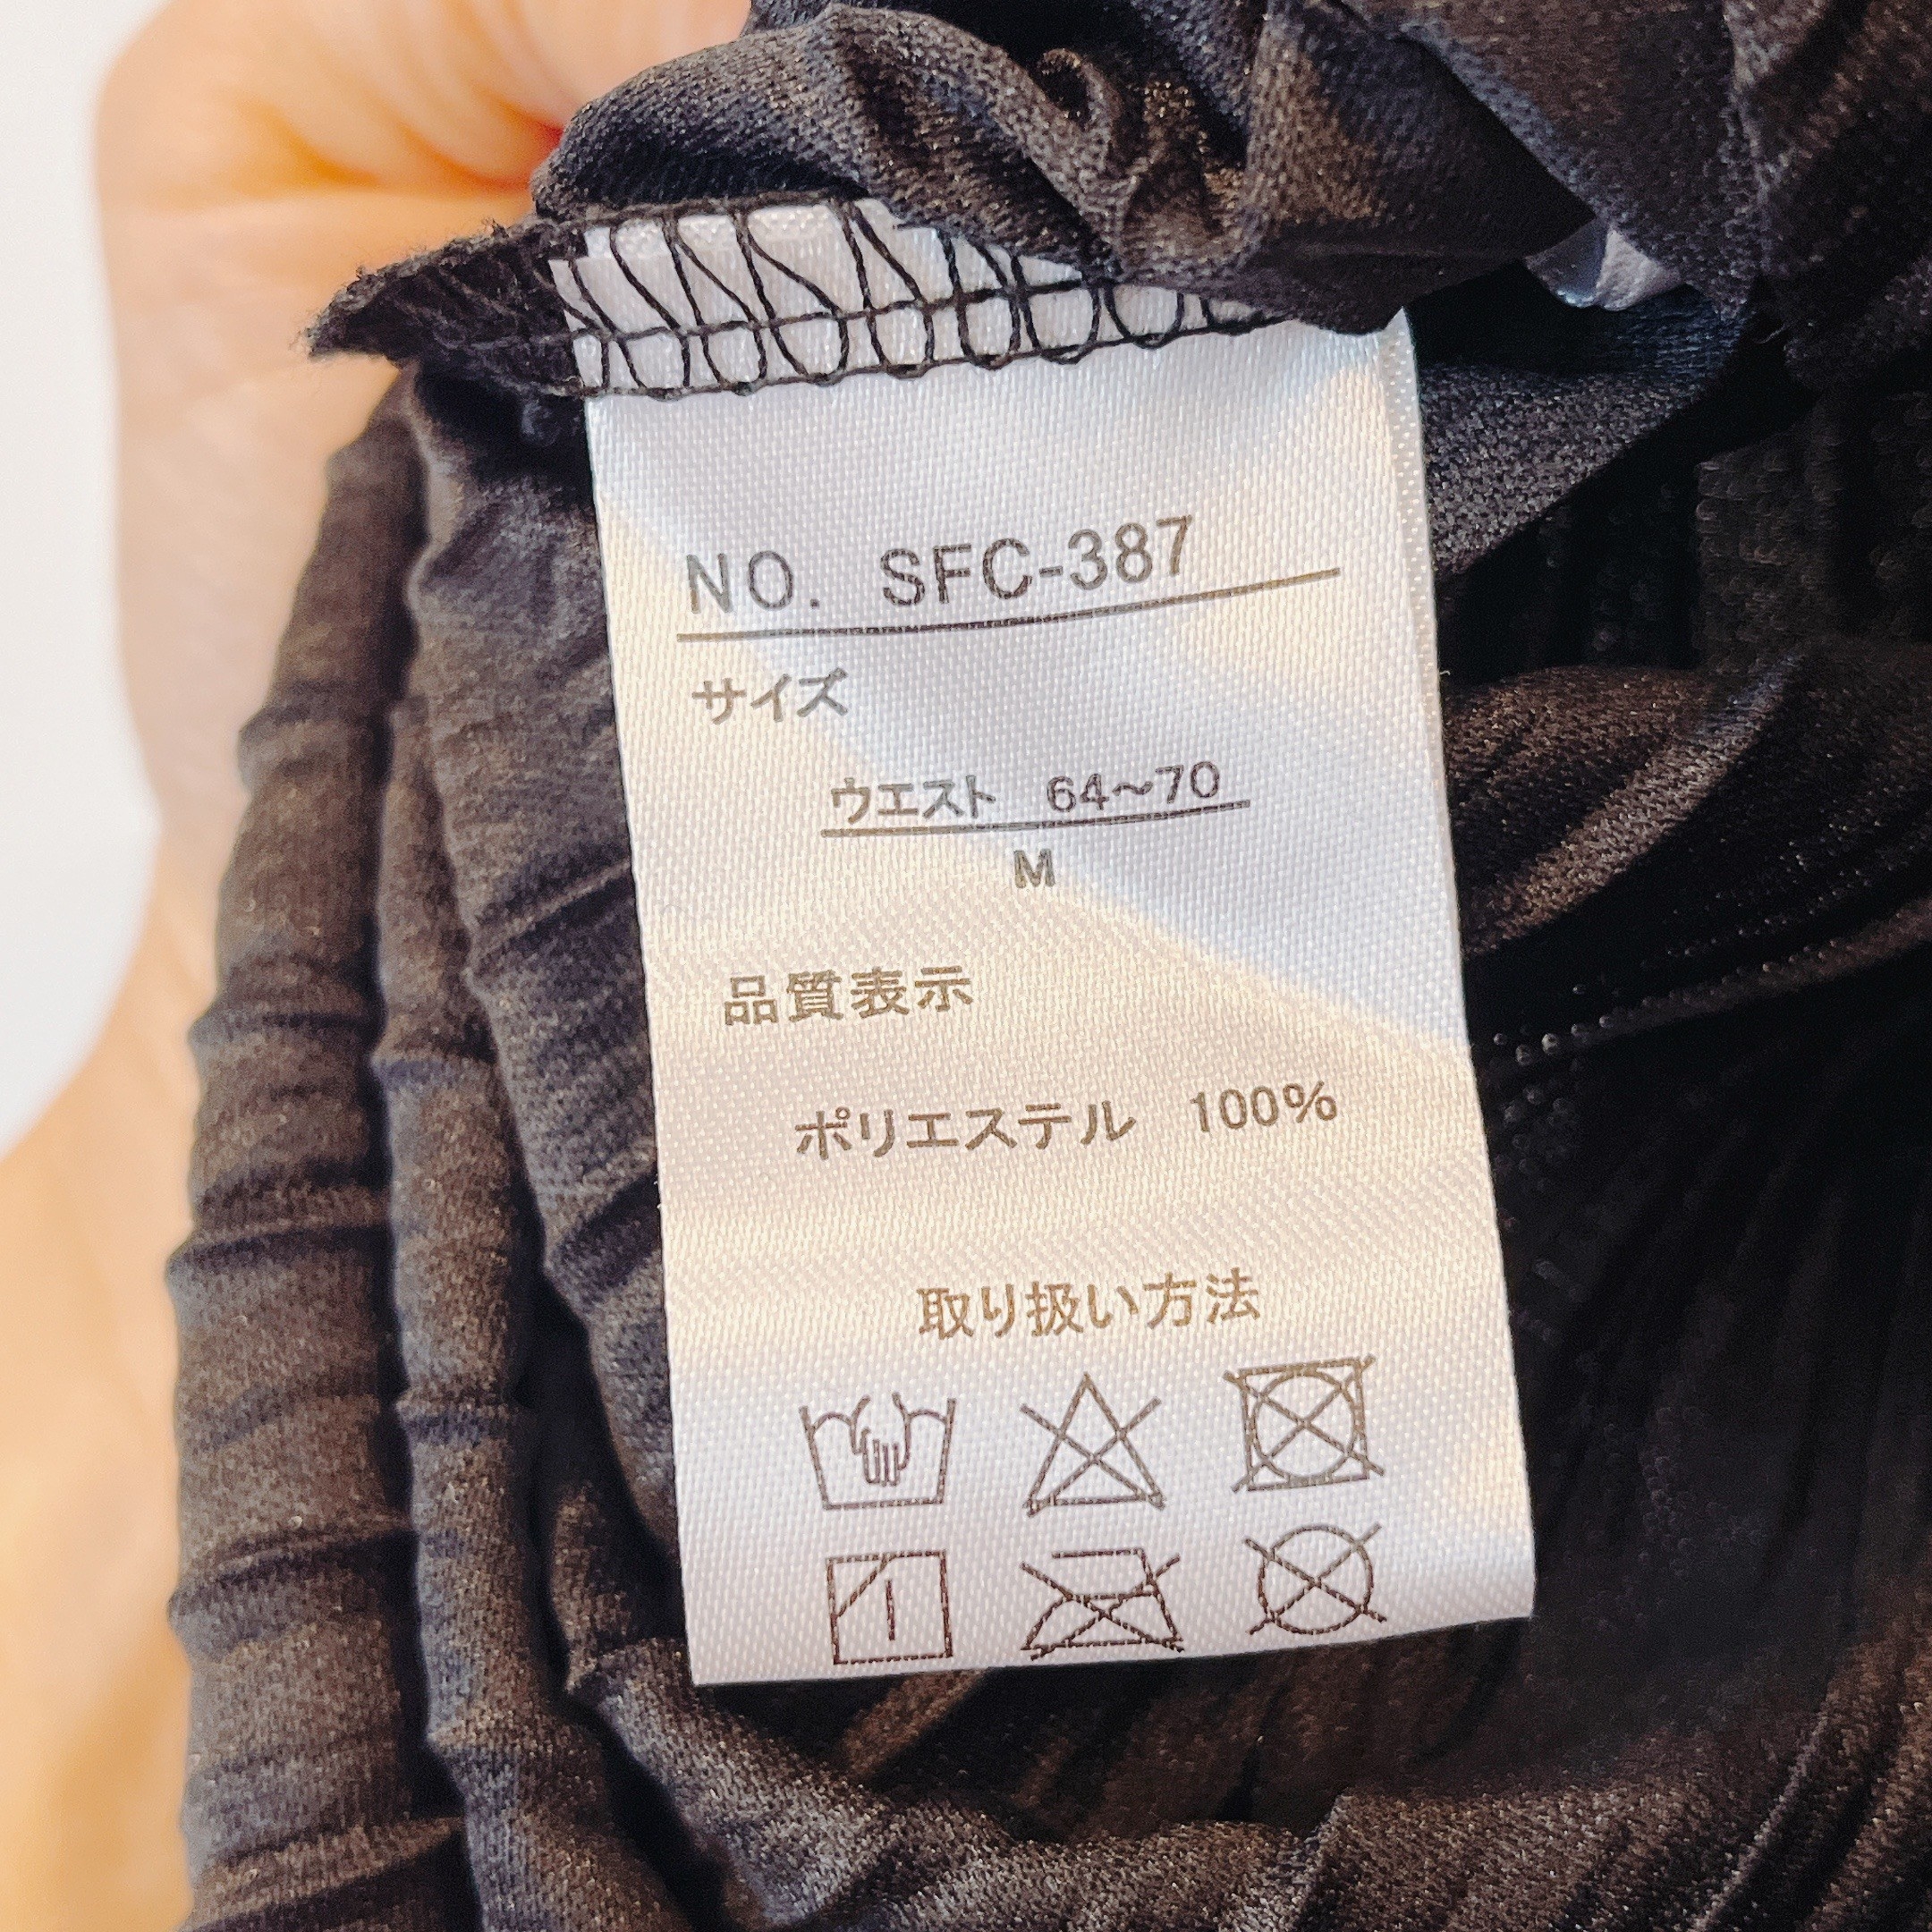 NO. SFC-387
サイズ
ウエスト 64~70
M
品質表示
ポリエステル 100%
取り扱い方法